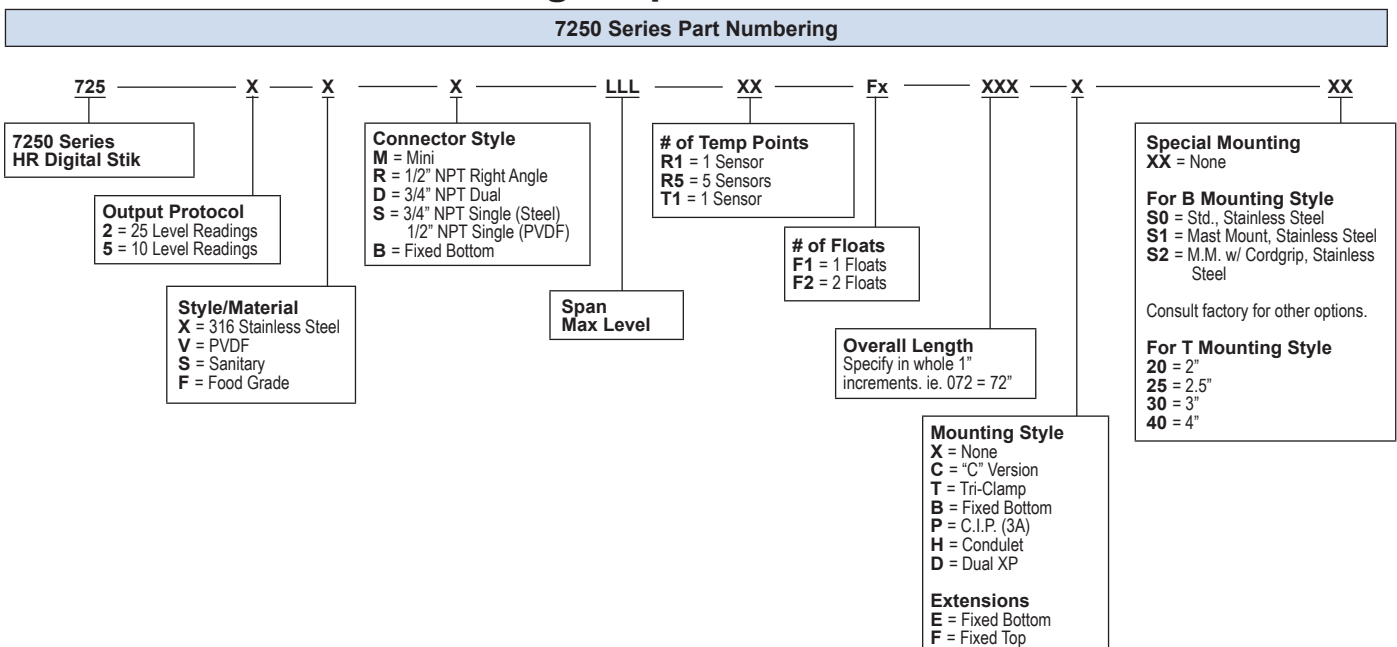 7250 Series Part Numbering
725 X X X LLL XX Fx XXX X XX
7250 Series
HR Digital Stik
Output Protocol
2 = 25 Level Readings
5 = 10 Level Readings
Style/Material
X = 316 Stainless Steel
V = PVDF
S = Sanitary
F = Food Grade
Connector Style
M = Mini
R = 1/2” NPT Right Angle
D = 3/4” NPT Dual
S = 3/4” NPT Single (Steel)
1/2” NPT Single (PVDF)
B = Fixed Bottom
Span
Max Level
# of Temp Points
R1 = 1 Sensor
R5 = 5 Sensors
T1 = 1 Sensor
# of Floats
F1 = 1 Floats
F2 = 2 Floats
Overall Length
Specify in whole 1”
increments. ie. 072 = 72”
Mounting Style
X = None
C = “C” Version
T = Tri-Clamp
B = Fixed Bottom
P = C.I.P. (3A)
H = Condulet
D = Dual XP
Extensions
E = Fixed Bottom
F = Fixed Top
Special Mounting
XX = None
For B Mounting Style
S0 = Std., Stainless Steel
S1 = Mast Mount, Stainless Steel
S2 = M.M. w/ Cordgrip, Stainless
Steel
Consult factory for other options.
For T Mounting Style
20 = 2”
25 = 2.5”
30 = 3”
40 = 4”